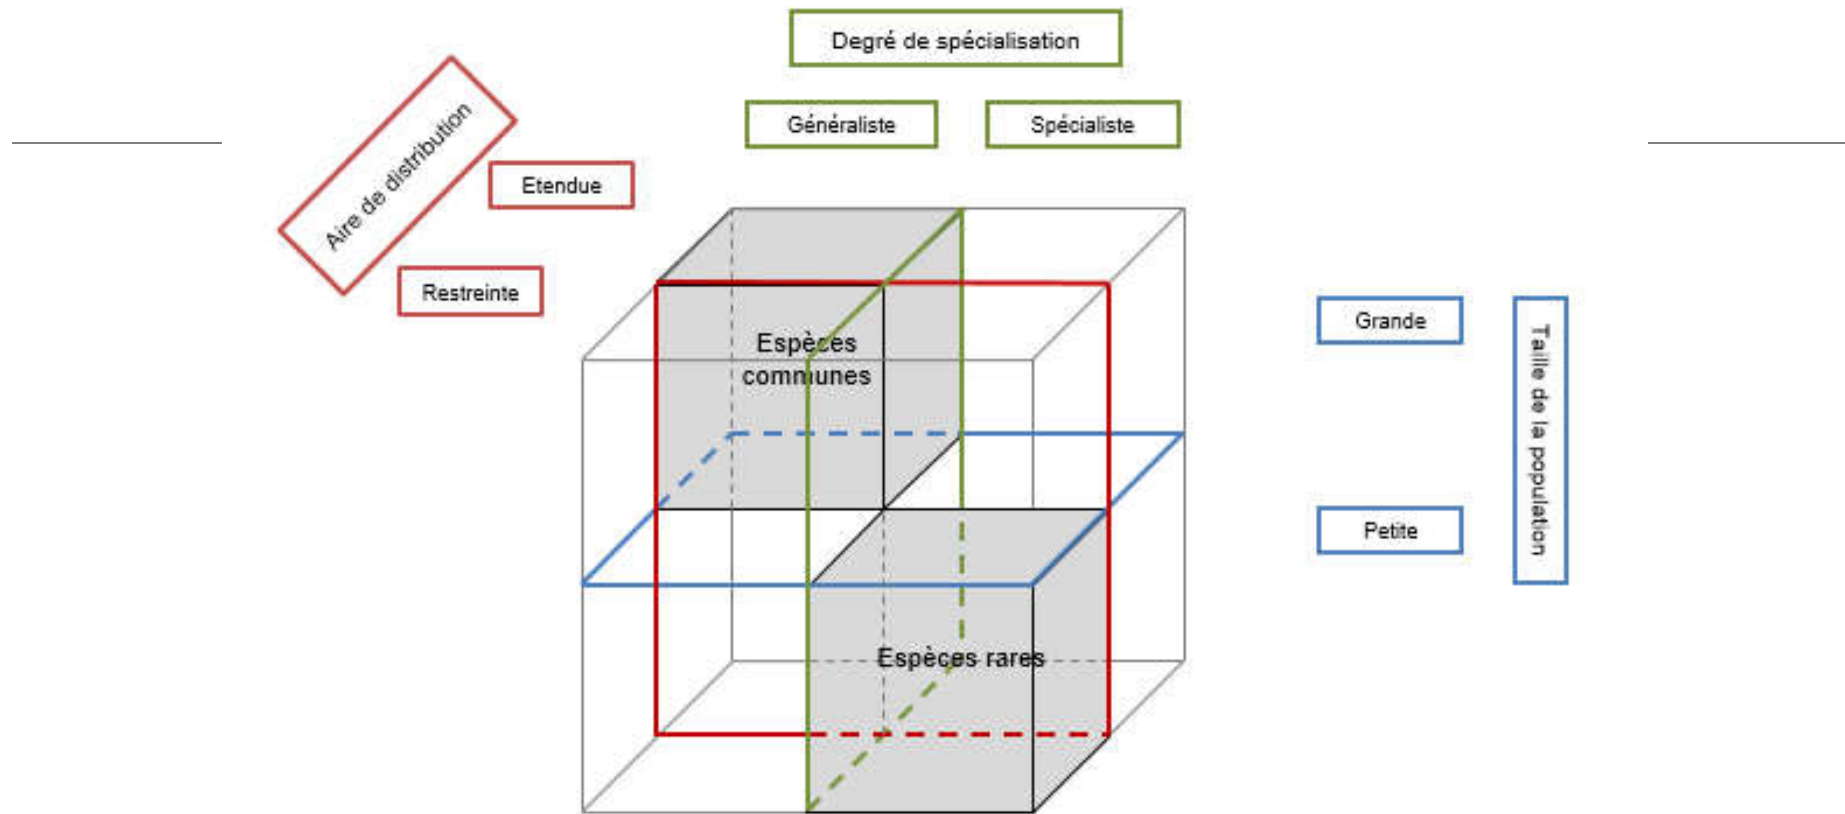 Degré de spécialisation
Généraliste
Spécialiste
Aire de distribution
Etendue
Restreinte
Espèces
communes
Grande
Petite
Taille de la population
Espèces rares